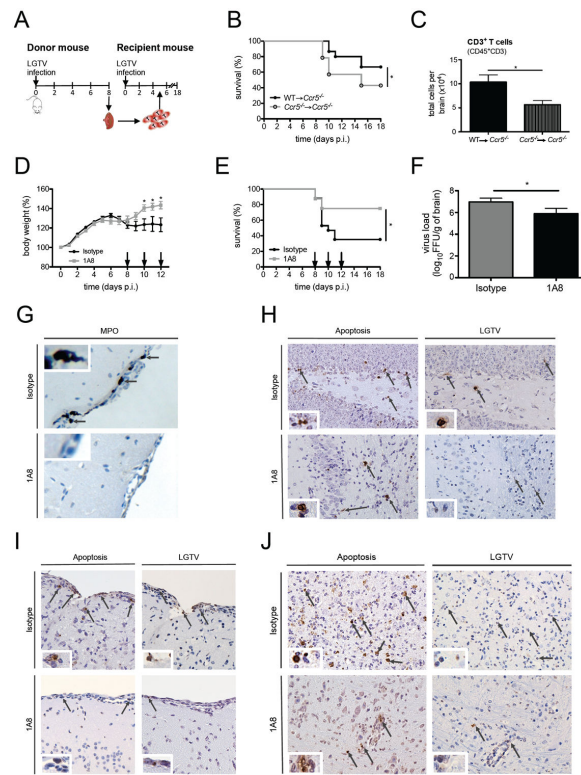 A
Donor mouse
Recipient mouse
LGTV
infection
LGTV
infection
0 2 4 6 8
0 2 4 6 18
B
survival (%)
100
80
60
40
20
0
0 2 4 6 8 10 12 14 16 18
time (days p.i.)
WT→Ccr5-/-
Ccr5-/-→Ccr5-/-
*
C
CD3+ T cells
(CD45+CD3)
total cells per
brain (x10⁴)
15
10
5
0
*
WT→Ccr5-/-
Ccr5-/-→Ccr5-/-
D
body weight (%)
160
140
120
100
80
0 2 4 6 8 10 12
time (days p.i.)
Isotype
1A8
* * *
E
survival (%)
100
80
60
40
20
0
0 2 4 6 8 10 12 14 16 18
time (days p.i.)
Isotype
1A8
*
F
virus load
(log10FFU/g of brain)
8
6
4
2
0
*
Isotype
1A8
G
MPO
Isotype
1A8
H
Apoptosis
LGTV
Isotype
1A8
I
Apoptosis
LGTV
Isotype
1A8
J
Apoptosis
LGTV
Isotype
1A8